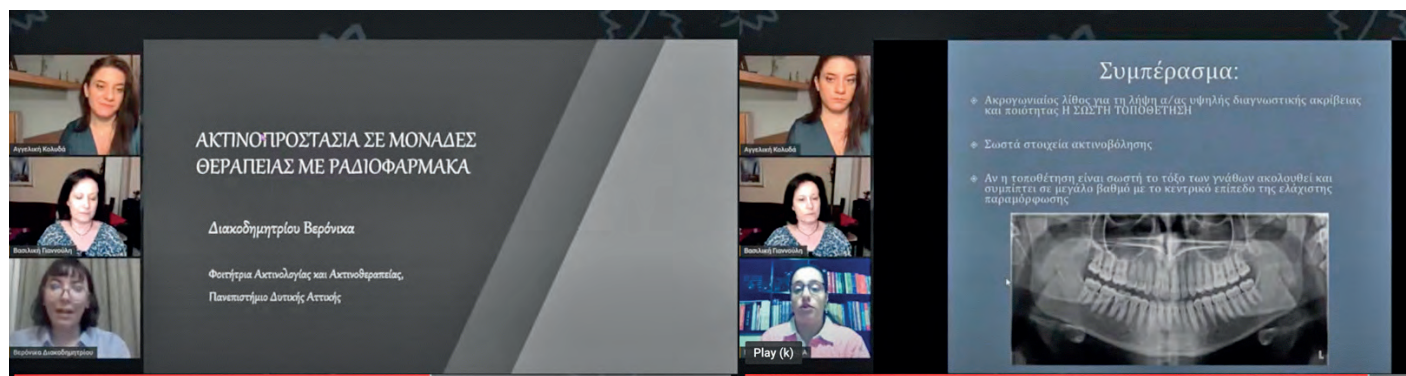 ΑΚΤΙΝΟΠΡΟΣΤΑΣΙΑ ΣΕ ΜΟΝΑΔΕΣ
ΘΕΡΑΠΕΙΑΣ ΜΕ ΡΑΔΙΟΦΑΡΜΑΚΑ
Διακοδημητρίου Βερόνικα
Φοιτήτρια Ακτινολογίας και Ακτινοθεραπείας,
Πανεπιστήμιο Δυτικής Αττικής
Αγγελική Κολυδά
Βασιλική Γιαννούλη
Βερόνικα Διακοδημητρίου
Συμπέρασμα:
Ακρογωνιαίος λίθος για τη λήψη α/ας υψηλής διαγνωστικής ακρίβειας
και ποιότητας Η ΣΩΣΤΗ ΤΟΠΟΘΕΤΗΣΗ
Σωστά στοιχεία ακτινοβόλησης
Αν η τοποθέτηση είναι σωστή το τόξο των γνάθων ακολουθεί και
συμπίπτει σε μεγάλο βαθμό με το κεντρικό επίπεδο της ελάχιστης
παραμόρφωσης
L
Αγγελική Κολυδά
Βασιλική Γιαννούλη
Play (k)